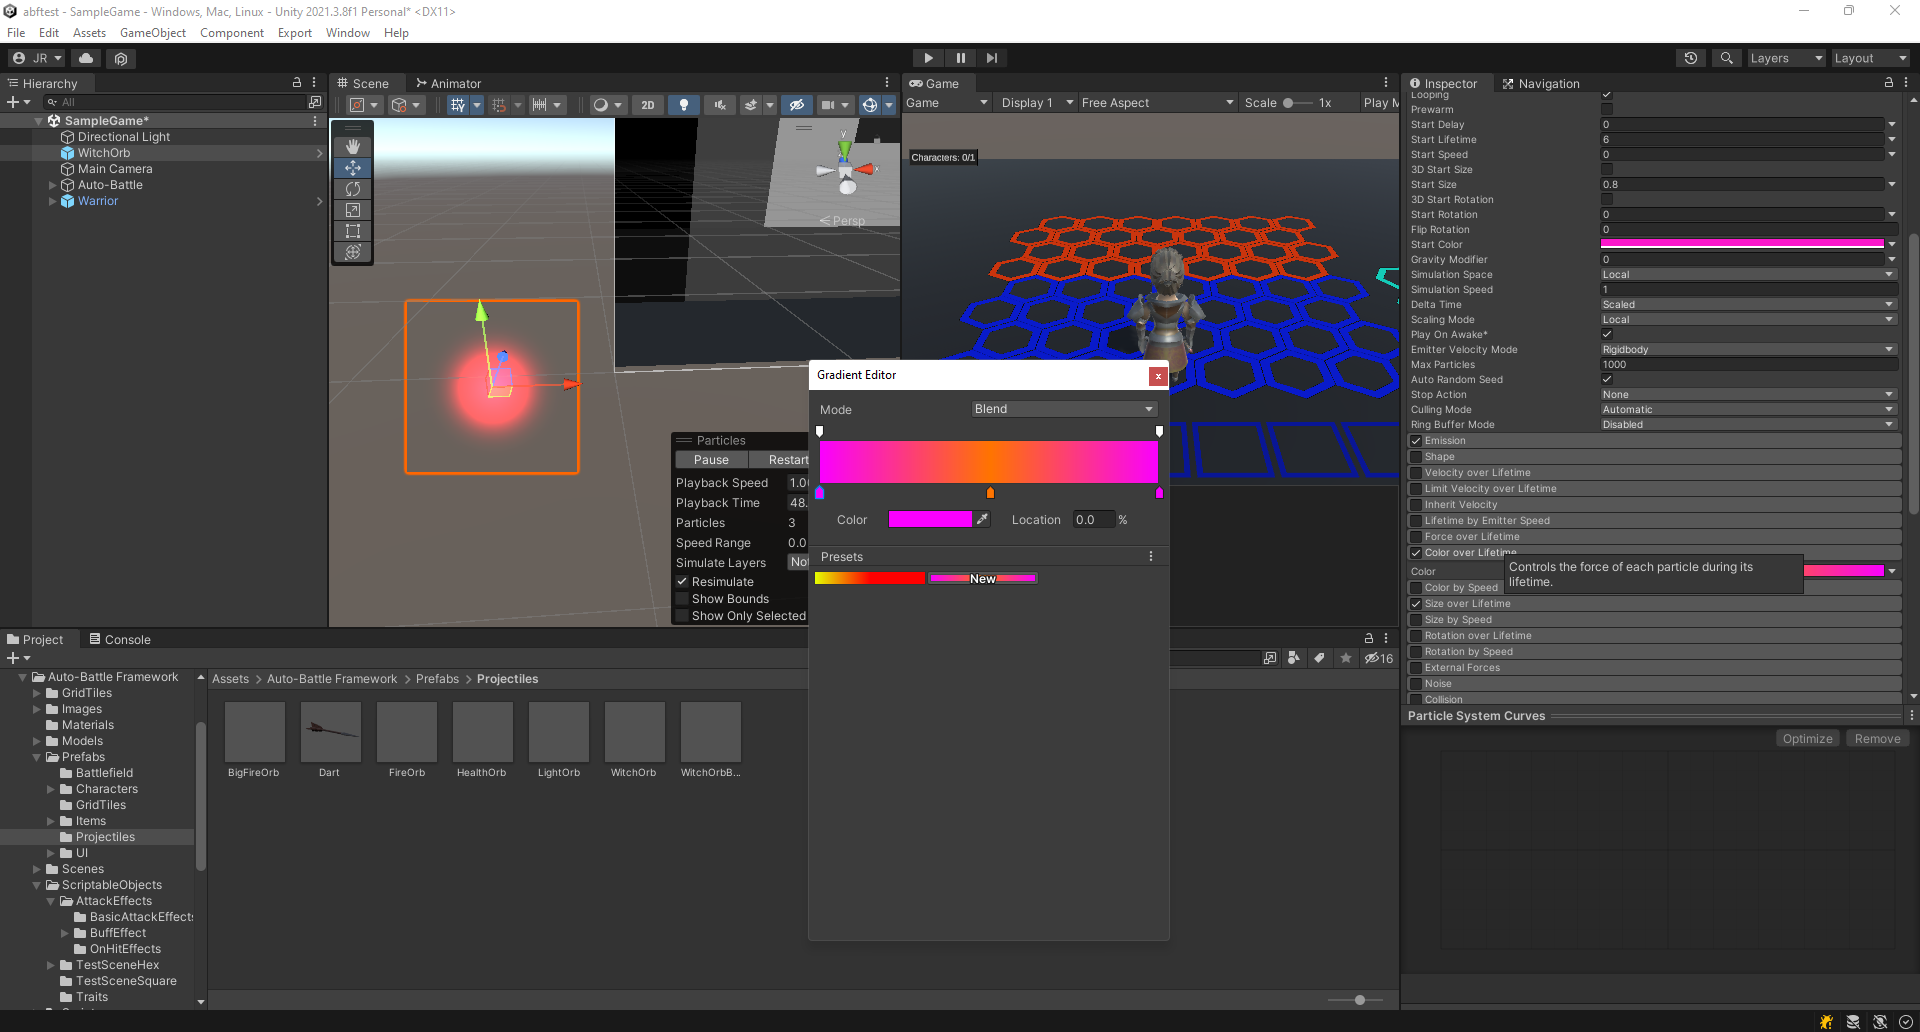 abftest - SampleGame - Windows, Mac, Linux - Unity 2021.3.8f1 Personal* <DX11>
File Edit Assets GameObject Component Export Window Help
JR
Layers
Layout
Hierarchy
All
SampleGame*
Directional Light
WitchOrb
Main Camera
Auto-Battle
Warrior
Scene
Animator
2D
y
x
Persp
Particles
Pause
Restart
Playback Speed 1.0
Playback Time 48.
Particles 3
Speed Range 0.0
Simulate Layers
Resimulate
Show Bounds
Show Only Selected
Game
Game Display 1 Free Aspect Scale 1x Play M
Characters: 0/1
Gradient Editor
x
Mode Blend
Color Location 0.0 %
Presets
New
Inspector
Navigation
Looping
Prewarm
Start Delay 0
Start Lifetime 6
Start Speed 0
3D Start Size
Start Size 0.8
3D Start Rotation
Start Rotation 0
Flip Rotation 0
Start Color
Gravity Modifier 0
Simulation Space Local
Simulation Speed 1
Delta Time Scaled
Scaling Mode Local
Play On Awake*
Emitter Velocity Mode Rigidbody
Max Particles 1000
Auto Random Seed
Stop Action None
Culling Mode Automatic
Ring Buffer Mode Disabled
Emission
Shape
Velocity over Lifetime
Limit Velocity over Lifetime
Inherit Velocity
Lifetime by Emitter Speed
Force over Lifetime
Color over Lifetime
Controls the force of each particle during its
lifetime.
Color
Color by Speed
Size over Lifetime
Size by Speed
Rotation over Lifetime
Rotation by Speed
External Forces
Noise
Collision
Particle System Curves
Optimize Remove
Project
Console
16
Auto-Battle Framework
GridTiles
Images
Materials
Models
Prefabs
Battlefield
Characters
GridTiles
Items
Projectiles
UI
Scenes
ScriptableObjects
AttackEffects
BasicAttackEffects
BuffEffect
OnHitEffects
TestSceneHex
TestSceneSquare
Traits
Assets > Auto-Battle Framework > Prefabs > Projectiles
BigFireOrb
Dart
FireOrb
HealthOrb
LightOrb
WitchOrb
WitchOrbB...